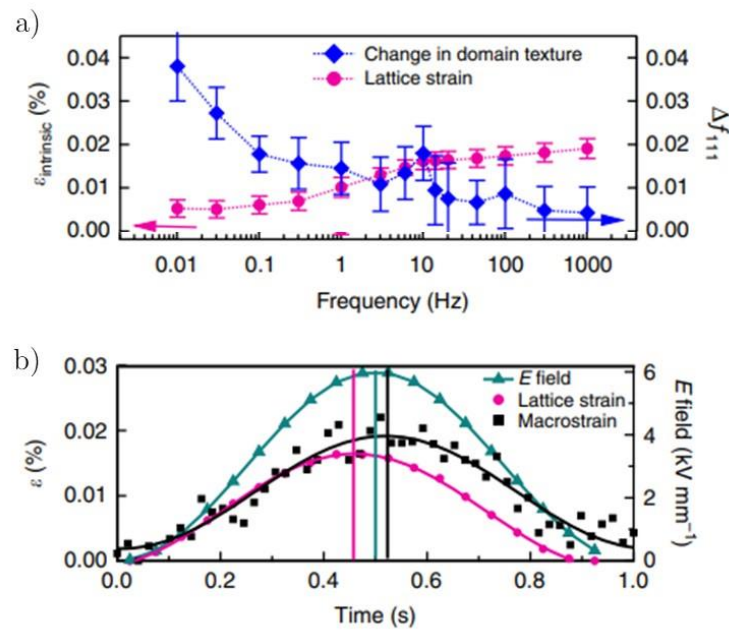 a)
Change in domain texture
Lattice strain
0.04
0.03
0.02
0.01
0.00
ε intrinsic (%)
0.04
0.03
0.02
0.01
0.00
Δf111
0.01 0.1 1 10 100 1000
Frequency (Hz)
b)
E field
Lattice strain
Macrostrain
0.03
0.02
0.01
0.00
ε (%)
6
4
2
0
E field (kV mm⁻¹)
0.0 0.2 0.4 0.6 0.8 1.0
Time (s)